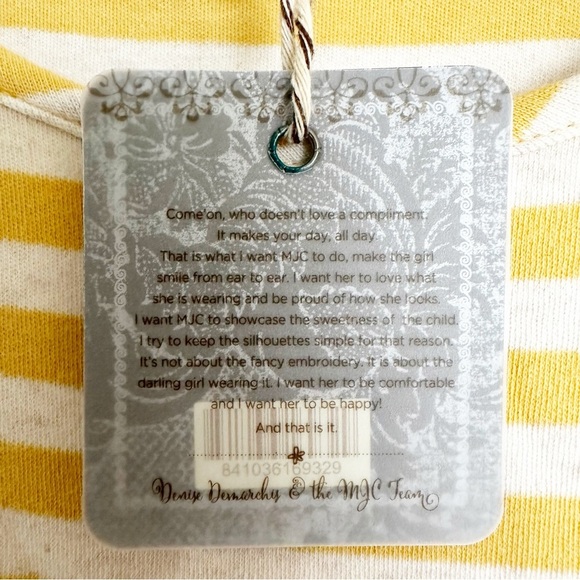 Come'on, who doesn't love a compliment.
It makes your day, all day.
That is what I want MJC to do, make the girl
smile from ear to ear. I want her to love what
she is wearing and be proud of how she looks.
I want MJC to showcase the sweetness of the child.
I try to keep the silhouettes simple for that reason.
It's not about the fancy embroidery. It is about the
darling girl wearing it. I want her to be comfortable
and I want her to be happy!
And that is it.
841036169329
Denise Demarchis & the MJC Team